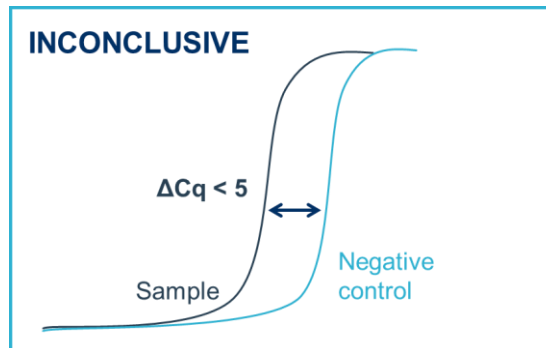 INCONCLUSIVE
ΔCq < 5
Sample
Negative
control